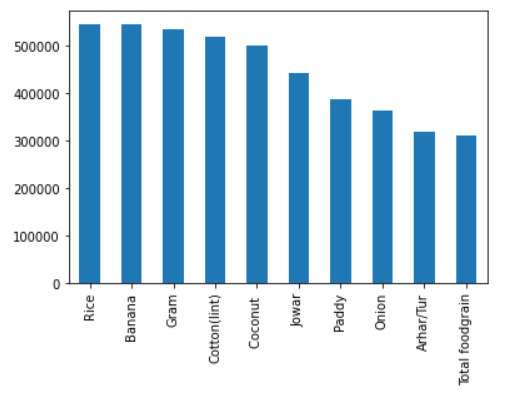 500000
400000
300000
200000
100000
0
Rice
Banana
Gram
Cotton(lint)
Coconut
Jowar
Paddy
Onion
Arhar/Tur
Total foodgrain